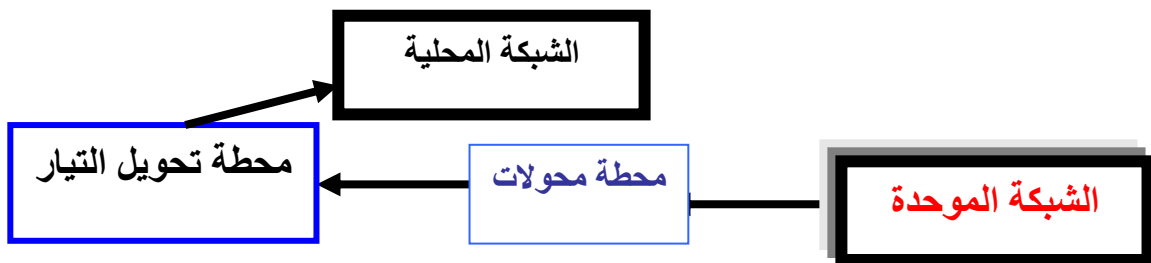 الشبكة المحلية
الشبكة الموحدة
محطة محولات
محطة تحويل التيار